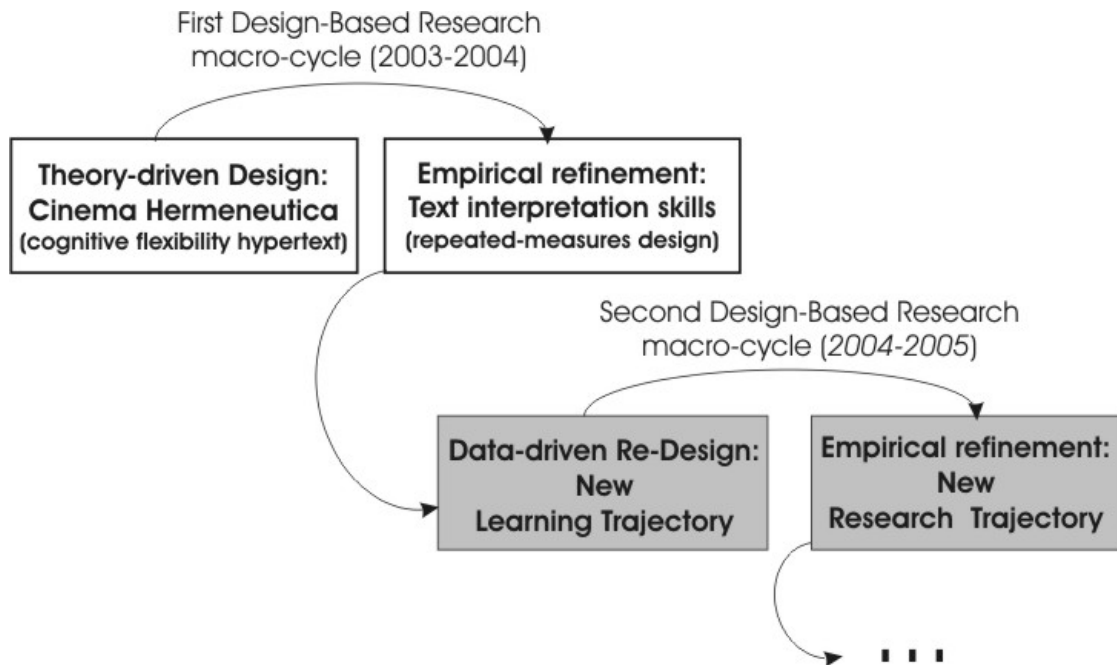 First Design-Based Research
macro-cycle (2003-2004)
Theory-driven Design:
Cinema Hermeneutica
(cognitive flexibility hypertext)
Empirical refinement:
Text interpretation skills
(repeated-measures design)
Second Design-Based Research
macro-cycle (2004-2005)
Data-driven Re-Design:
New
Learning Trajectory
Empirical refinement:
New
Research Trajectory
...